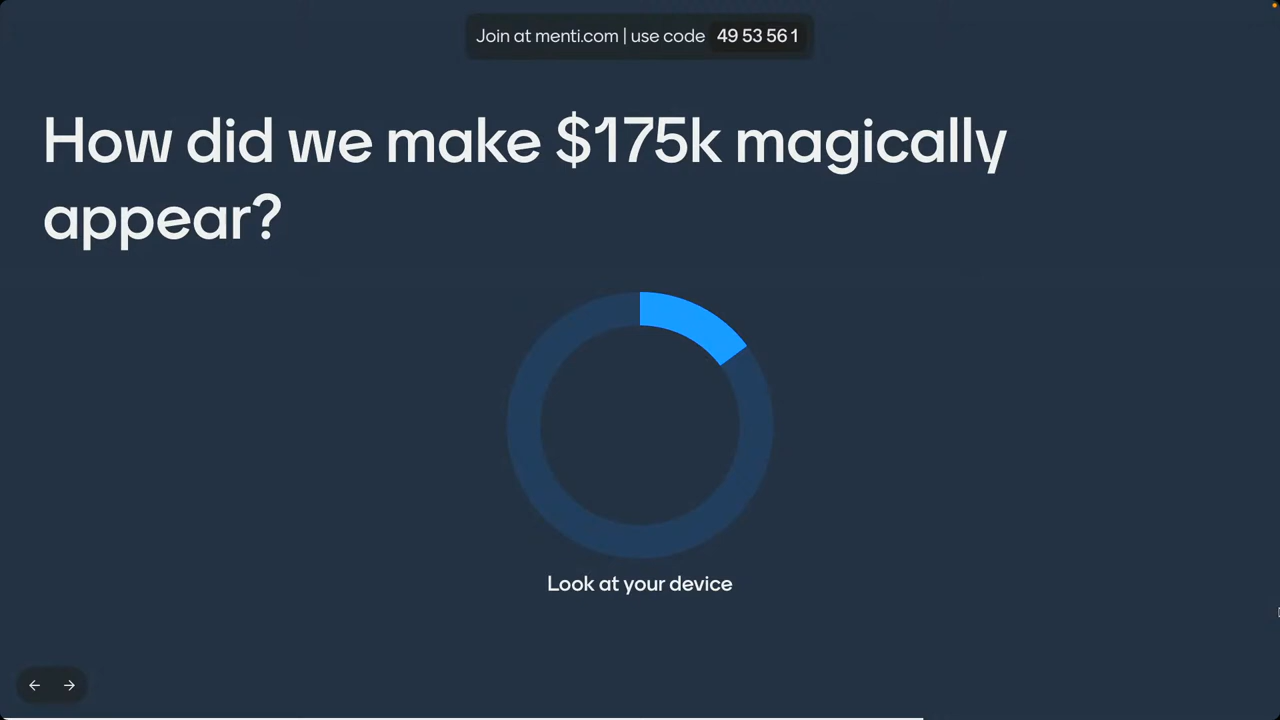 Join at menti.com | use code 49 53 56 1
How did we make $175k magically
appear?
Look at your device